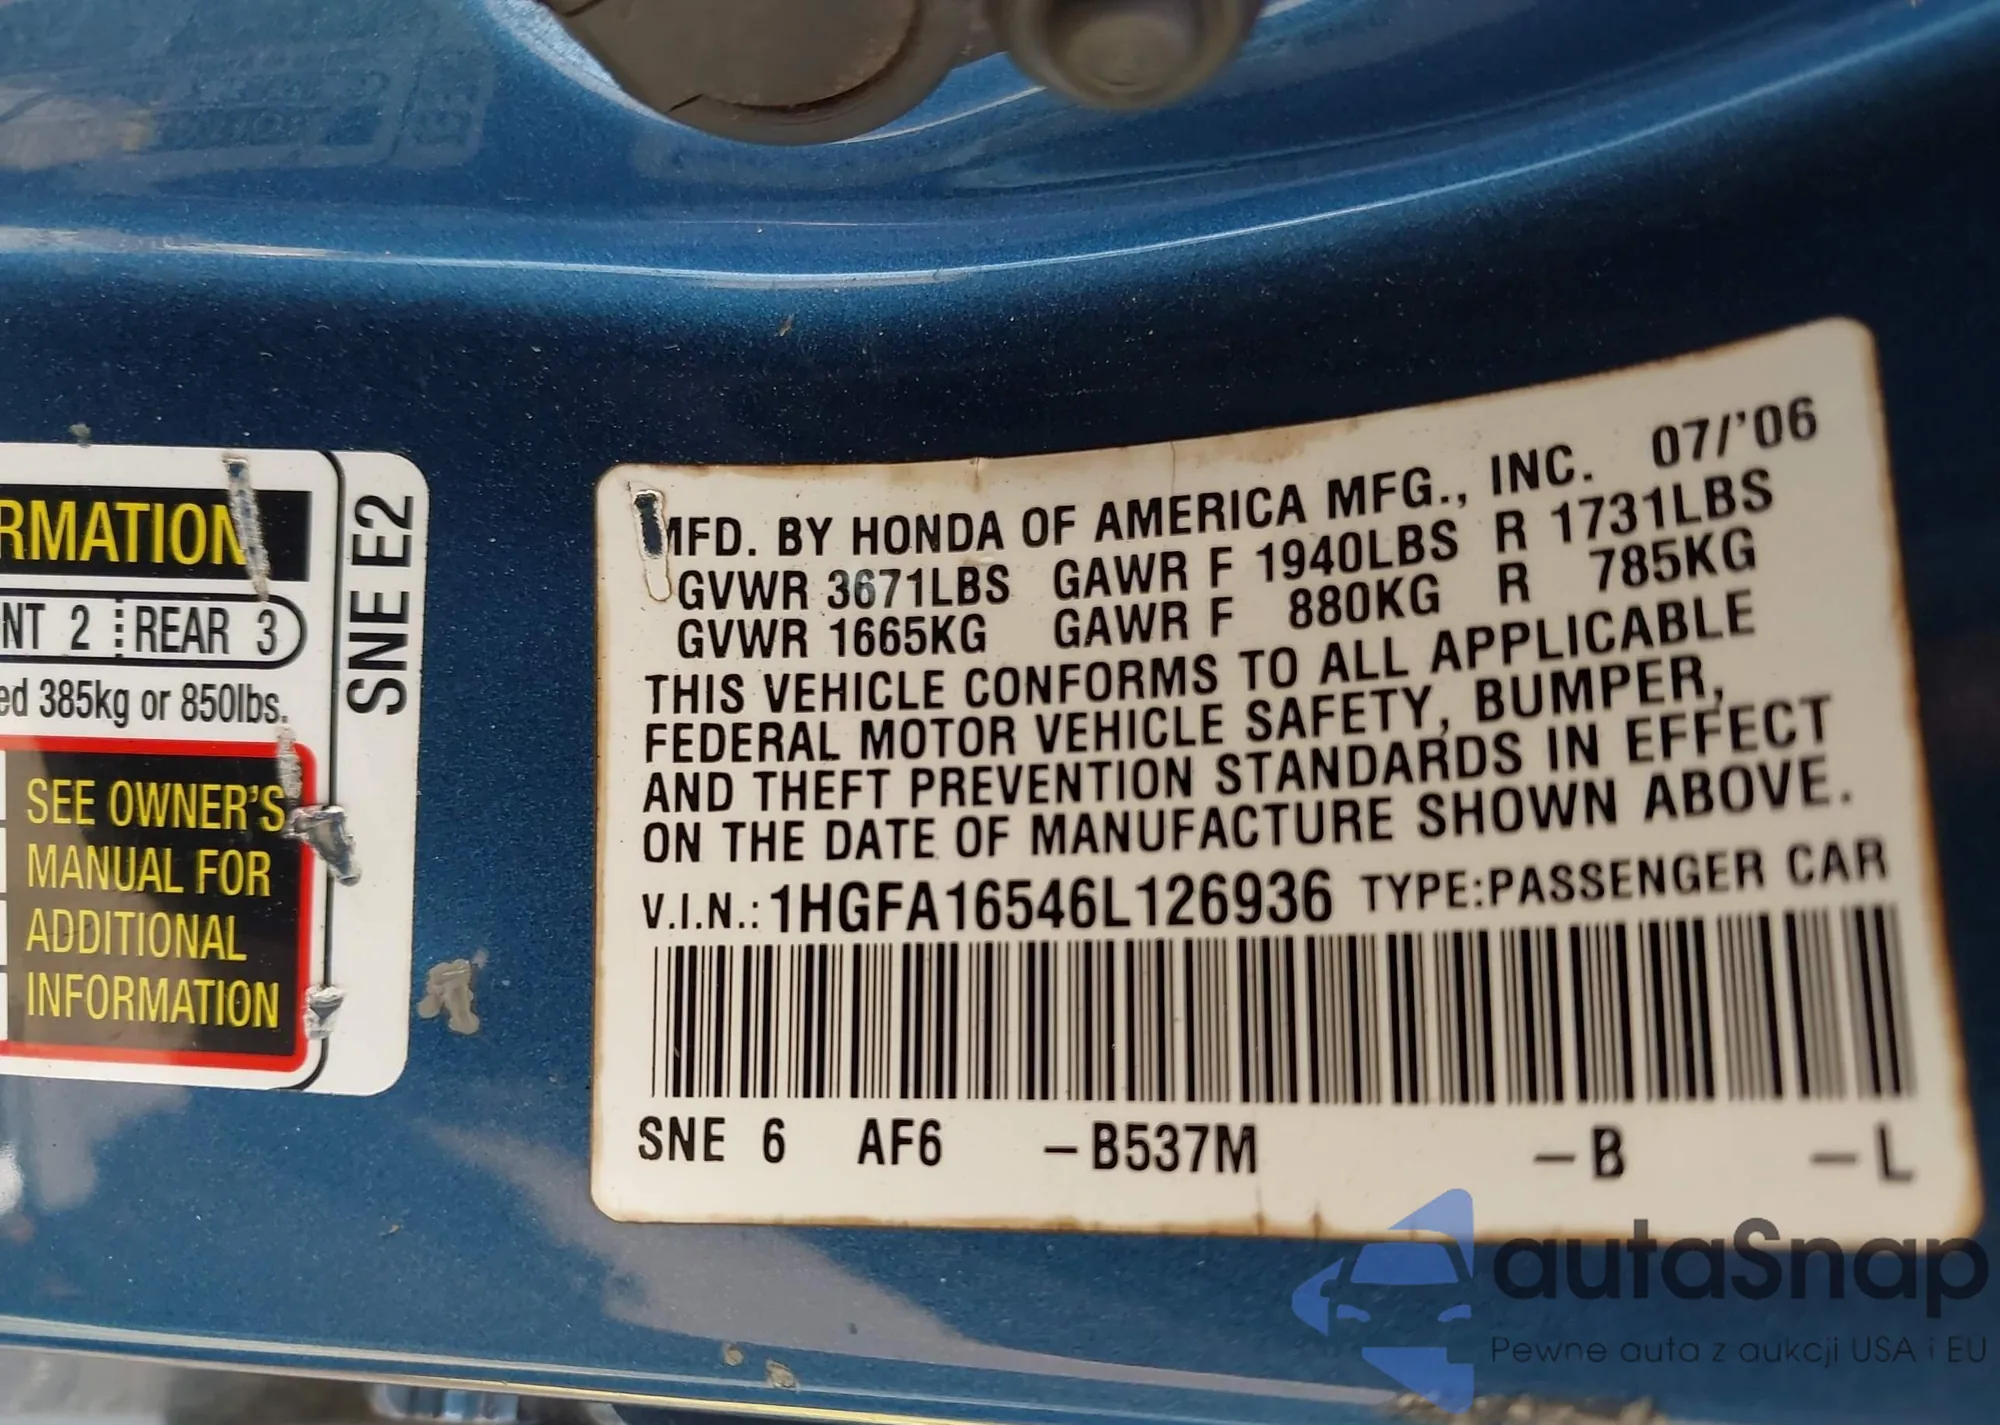 RMATION
NT 2 REAR 3
ed 385kg or 850lbs.
SEE OWNER'S
MANUAL FOR
ADDITIONAL
INFORMATION
SNE E2
MFD. BY HONDA OF AMERICA MFG., INC. 07/'06
GVWR 3671LBS GAWR F 1940LBS R 1731LBS
GVWR 1665KG GAWR F 880KG R 785KG
THIS VEHICLE CONFORMS TO ALL APPLICABLE
FEDERAL MOTOR VEHICLE SAFETY, BUMPER,
AND THEFT PREVENTION STANDARDS IN EFFECT
ON THE DATE OF MANUFACTURE SHOWN ABOVE.
V.I.N.: 1HGFA16546L126936 TYPE:PASSENGER CAR
SNE 6 AF6 –B537M –B –L
autaSnap
Pewne auta z aukcji USA i EU